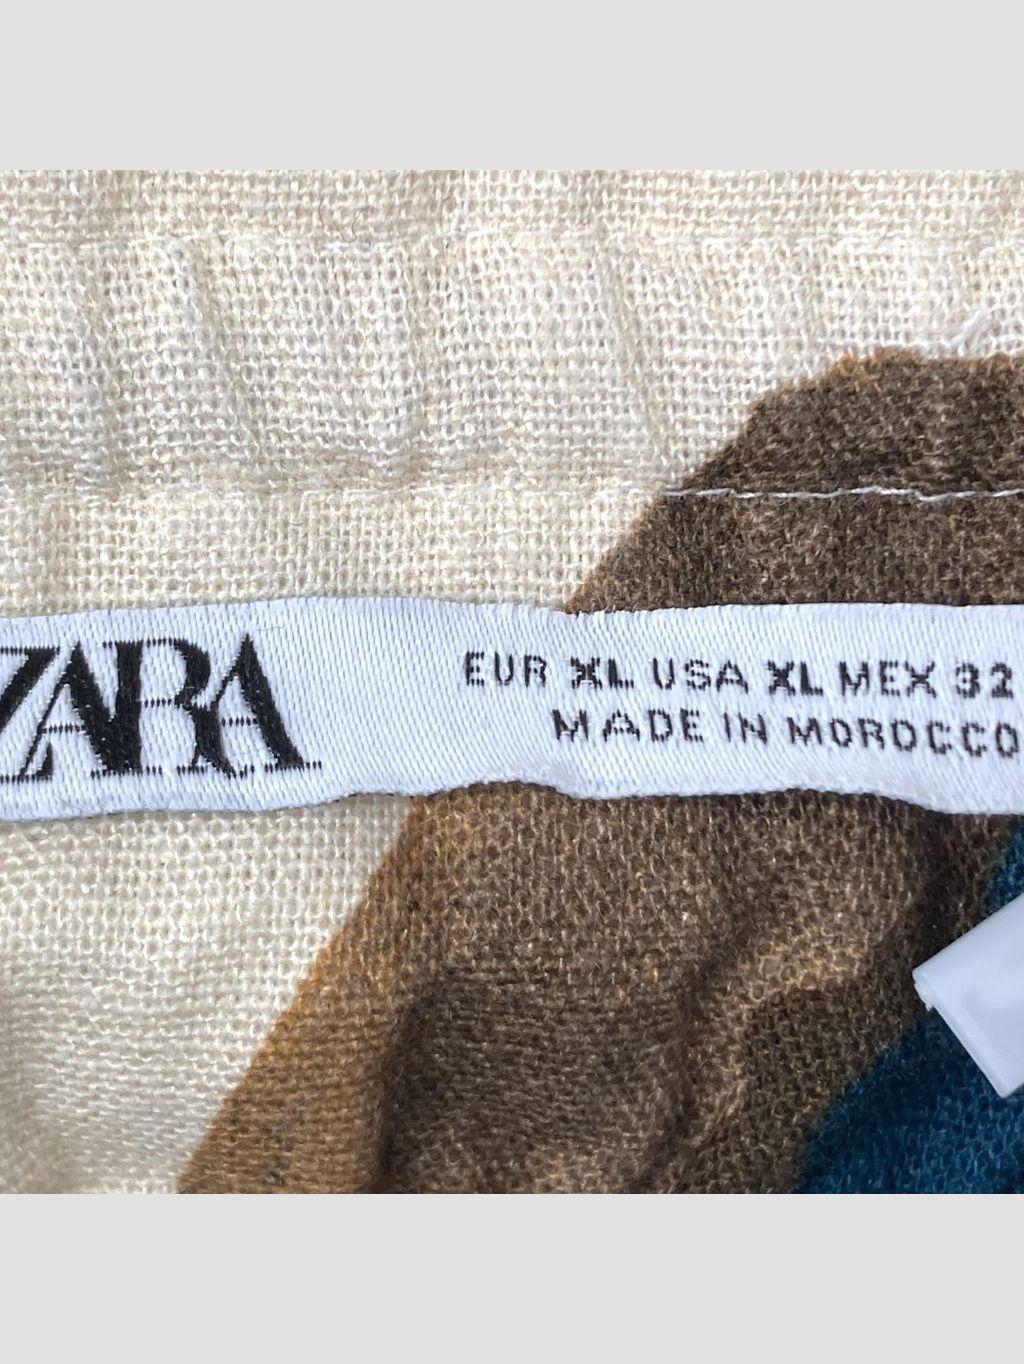 ZARA
EUR XL USA XL MEX 32
MADE IN MOROCCO